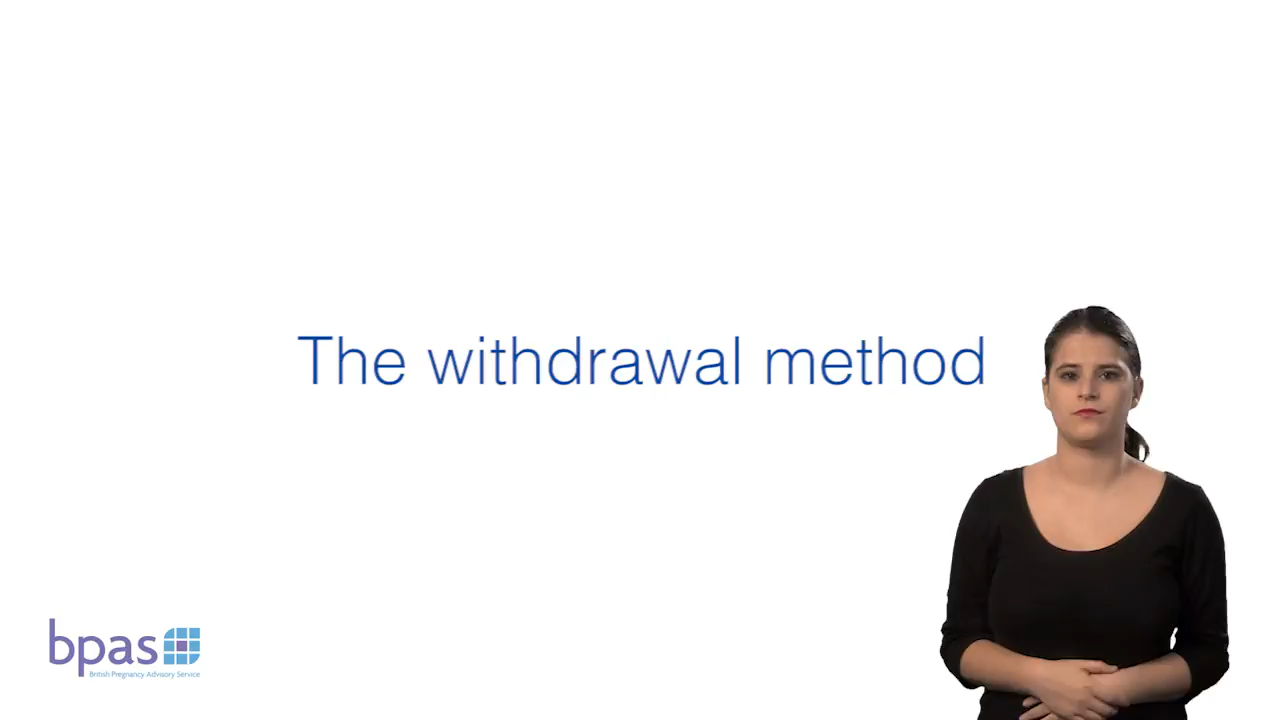 The withdrawal method
bpas
British Pregnancy Advisory Service